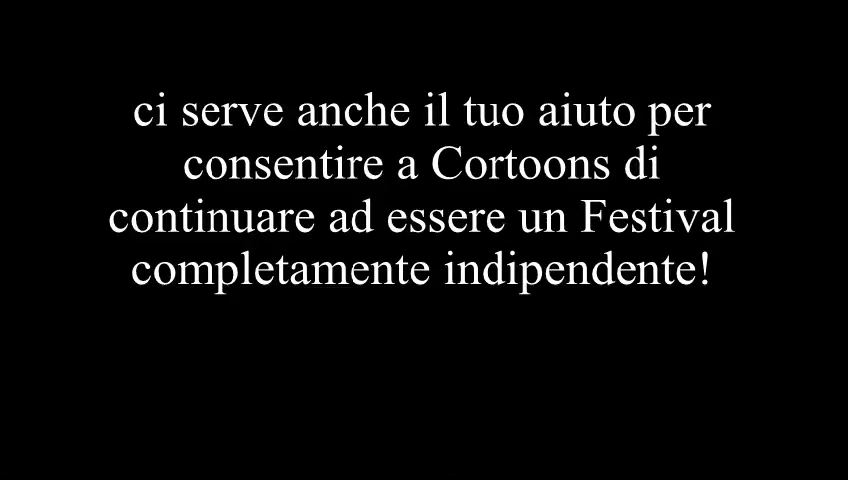 ci serve anche il tuo aiuto per
consentire a Cortoons di
continuare ad essere un Festival
completamente indipendente!